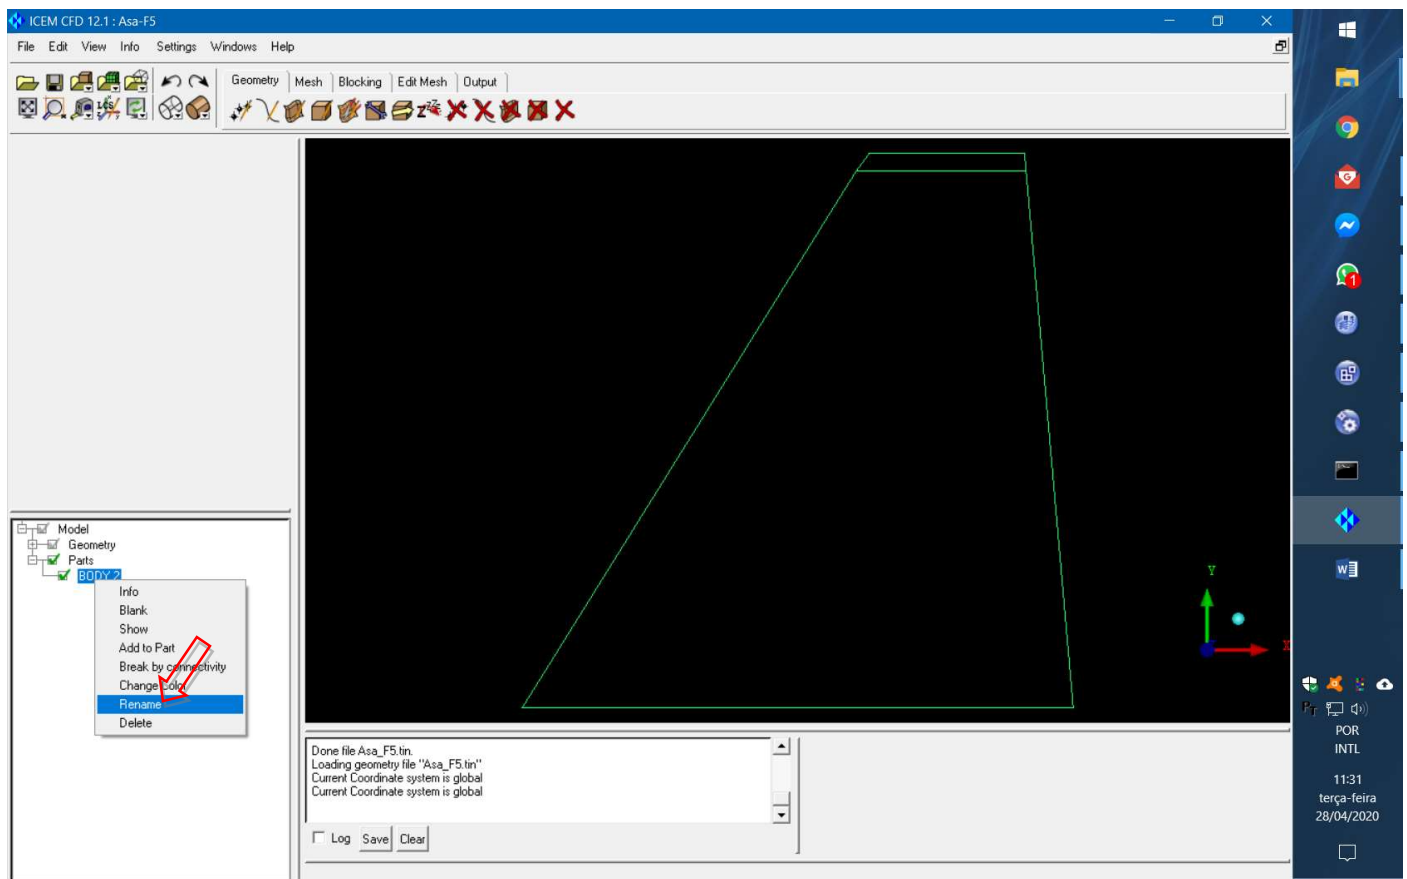 ICEM CFD 12.1 : Asa-F5
File Edit View Info Settings Windows Help
Geometry Mesh Blocking Edit Mesh Output
LCS
Model
Geometry
Parts
BODY 2
Info
Blank
Show
Add to Part
Break by connectivity
Change Color
Rename
Delete
Y
X
Done file Asa_F5.tin.
Loading geometry file "Asa_F5.tin"
Current Coordinate system is global
Current Coordinate system is global
Log Save Clear
G
1
W
POR
INTL
11:31
terça-feira
28/04/2020